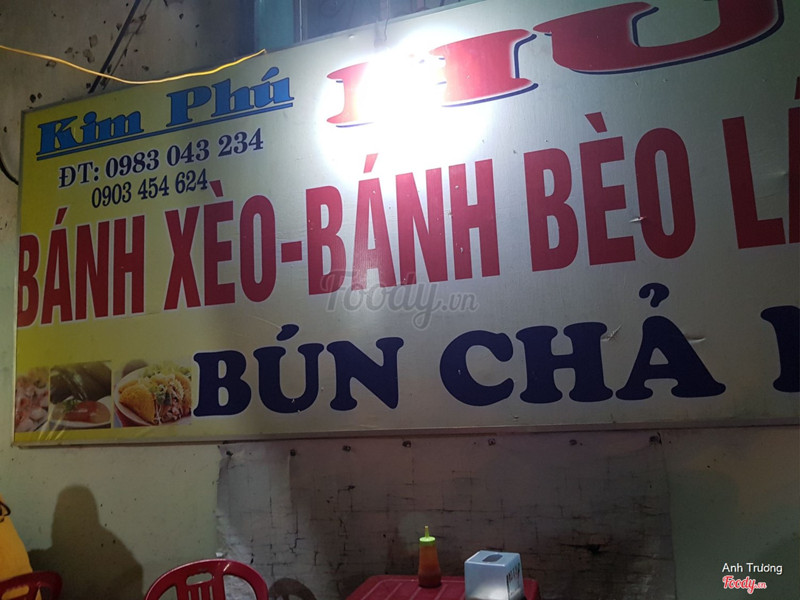 Kim Phú
ĐT: 0983 043 234
0903 454 624
BÁNH XÈO-BÁNH BÈO
BÚN CHẢ
Foody.vn
Anh Trương
Foody.vn